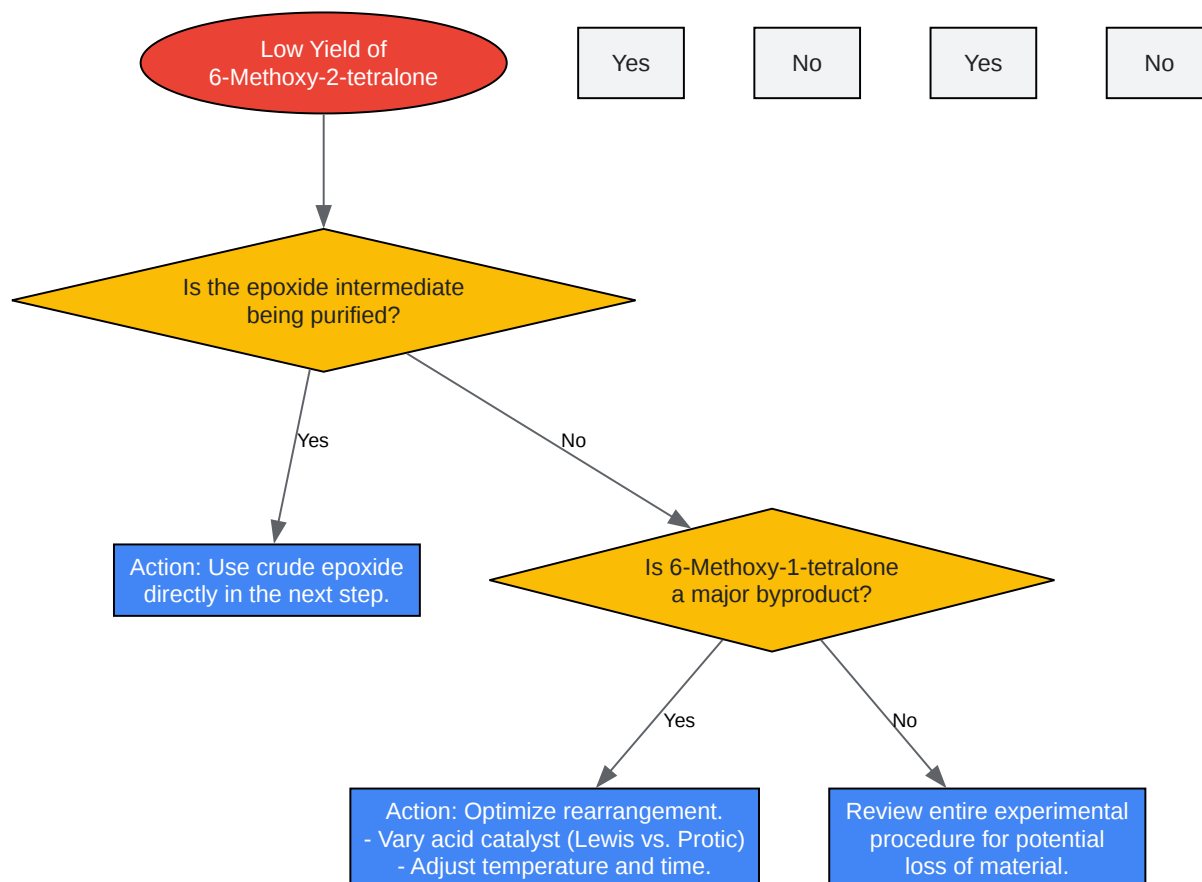 Low Yield of
6-Methoxy-2-tetralone
Yes
No
Yes
No
Is the epoxide intermediate
being purified?
Yes
No
Action: Use crude epoxide
directly in the next step.
Is 6-Methoxy-1-tetralone
a major byproduct?
Yes
No
Action: Optimize rearrangement.
- Vary acid catalyst (Lewis vs. Protic)
- Adjust temperature and time.
Review entire experimental
procedure for potential
loss of material.